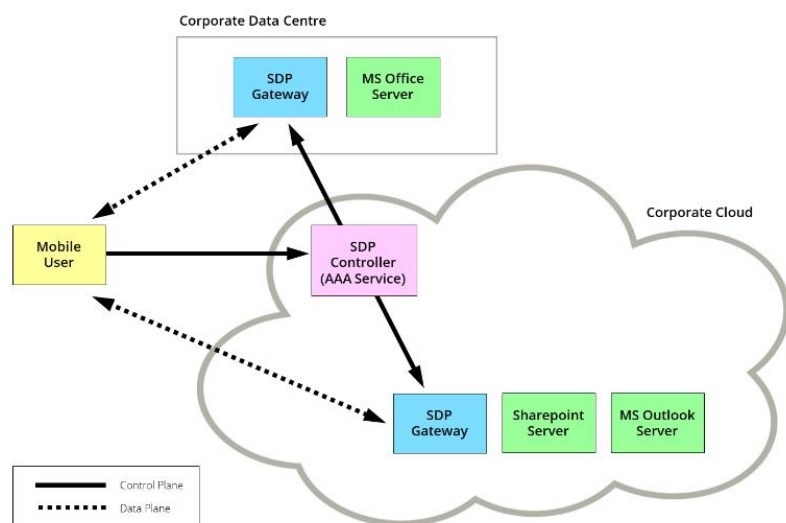 Corporate Data Centre
SDP
Gateway
MS Office
Server
Corporate Cloud
Mobile
User
SDP
Controller
(AAA Service)
SDP
Gateway
Sharepoint
Server
MS Outlook
Server
Control Plane
Data Plane